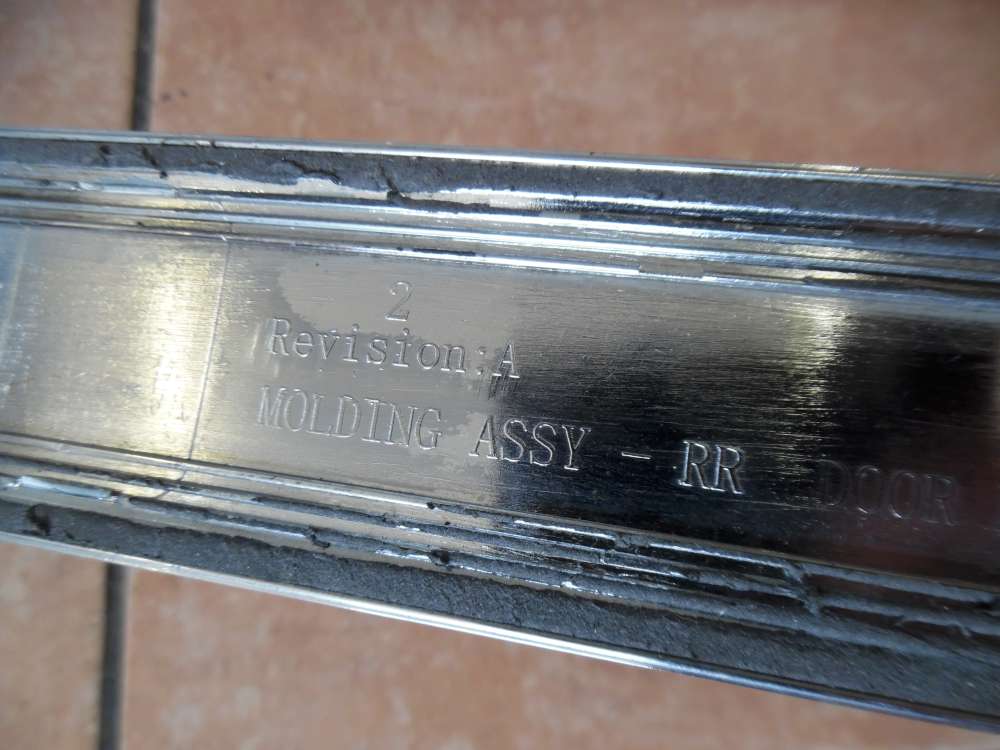 2
Revision:A
MOLDING ASSY - RR DOOR